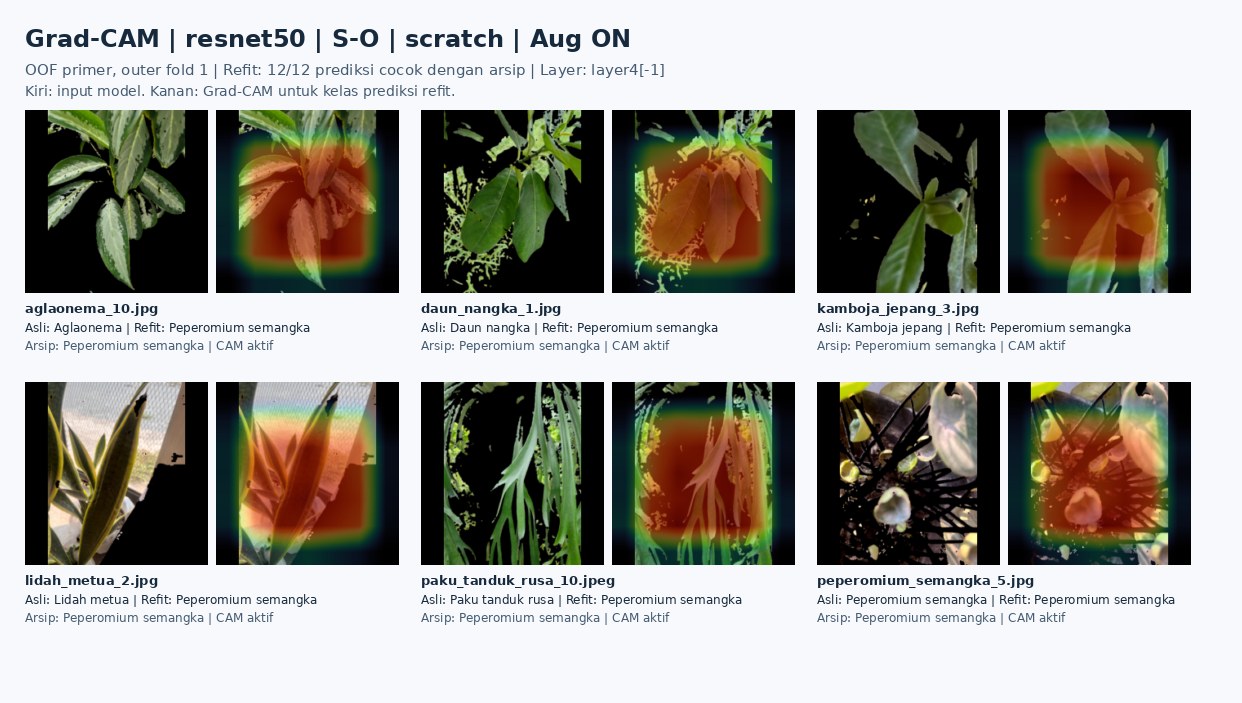 Grad-CAM | resnet50 | S-O | scratch | Aug ON
OOF primer, outer fold 1 | Refit: 12/12 prediksi cocok dengan arsip | Layer: layer4[-1]
Kiri: input model. Kanan: Grad-CAM untuk kelas prediksi refit.
aglaonema_10.jpg
Asli: Aglaonema | Refit: Peperomium semangka
Arsip: Peperomium semangka | CAM aktif
daun_nangka_1.jpg
Asli: Daun nangka | Refit: Peperomium semangka
Arsip: Peperomium semangka | CAM aktif
kamboja_jepang_3.jpg
Asli: Kamboja jepang | Refit: Peperomium semangka
Arsip: Peperomium semangka | CAM aktif
lidah_metua_2.jpg
Asli: Lidah metua | Refit: Peperomium semangka
Arsip: Peperomium semangka | CAM aktif
paku_tanduk_rusa_10.jpeg
Asli: Paku tanduk rusa | Refit: Peperomium semangka
Arsip: Peperomium semangka | CAM aktif
peperomium_semangka_5.jpg
Asli: Peperomium semangka | Refit: Peperomium semangka
Arsip: Peperomium semangka | CAM aktif